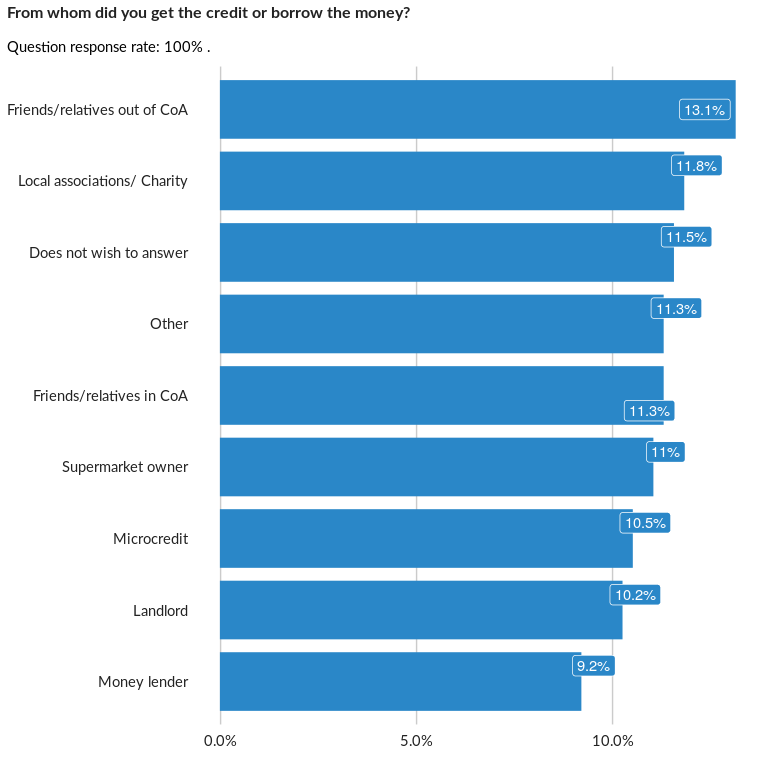 From whom did you get the credit or borrow the money?
Question response rate: 100% .
Friends/relatives out of CoA
13.1%
Local associations/ Charity
11.8%
Does not wish to answer
11.5%
Other
11.3%
Friends/relatives in CoA
11.3%
Supermarket owner
11%
Microcredit
10.5%
Landlord
10.2%
Money lender
9.2%
0.0% 5.0% 10.0%